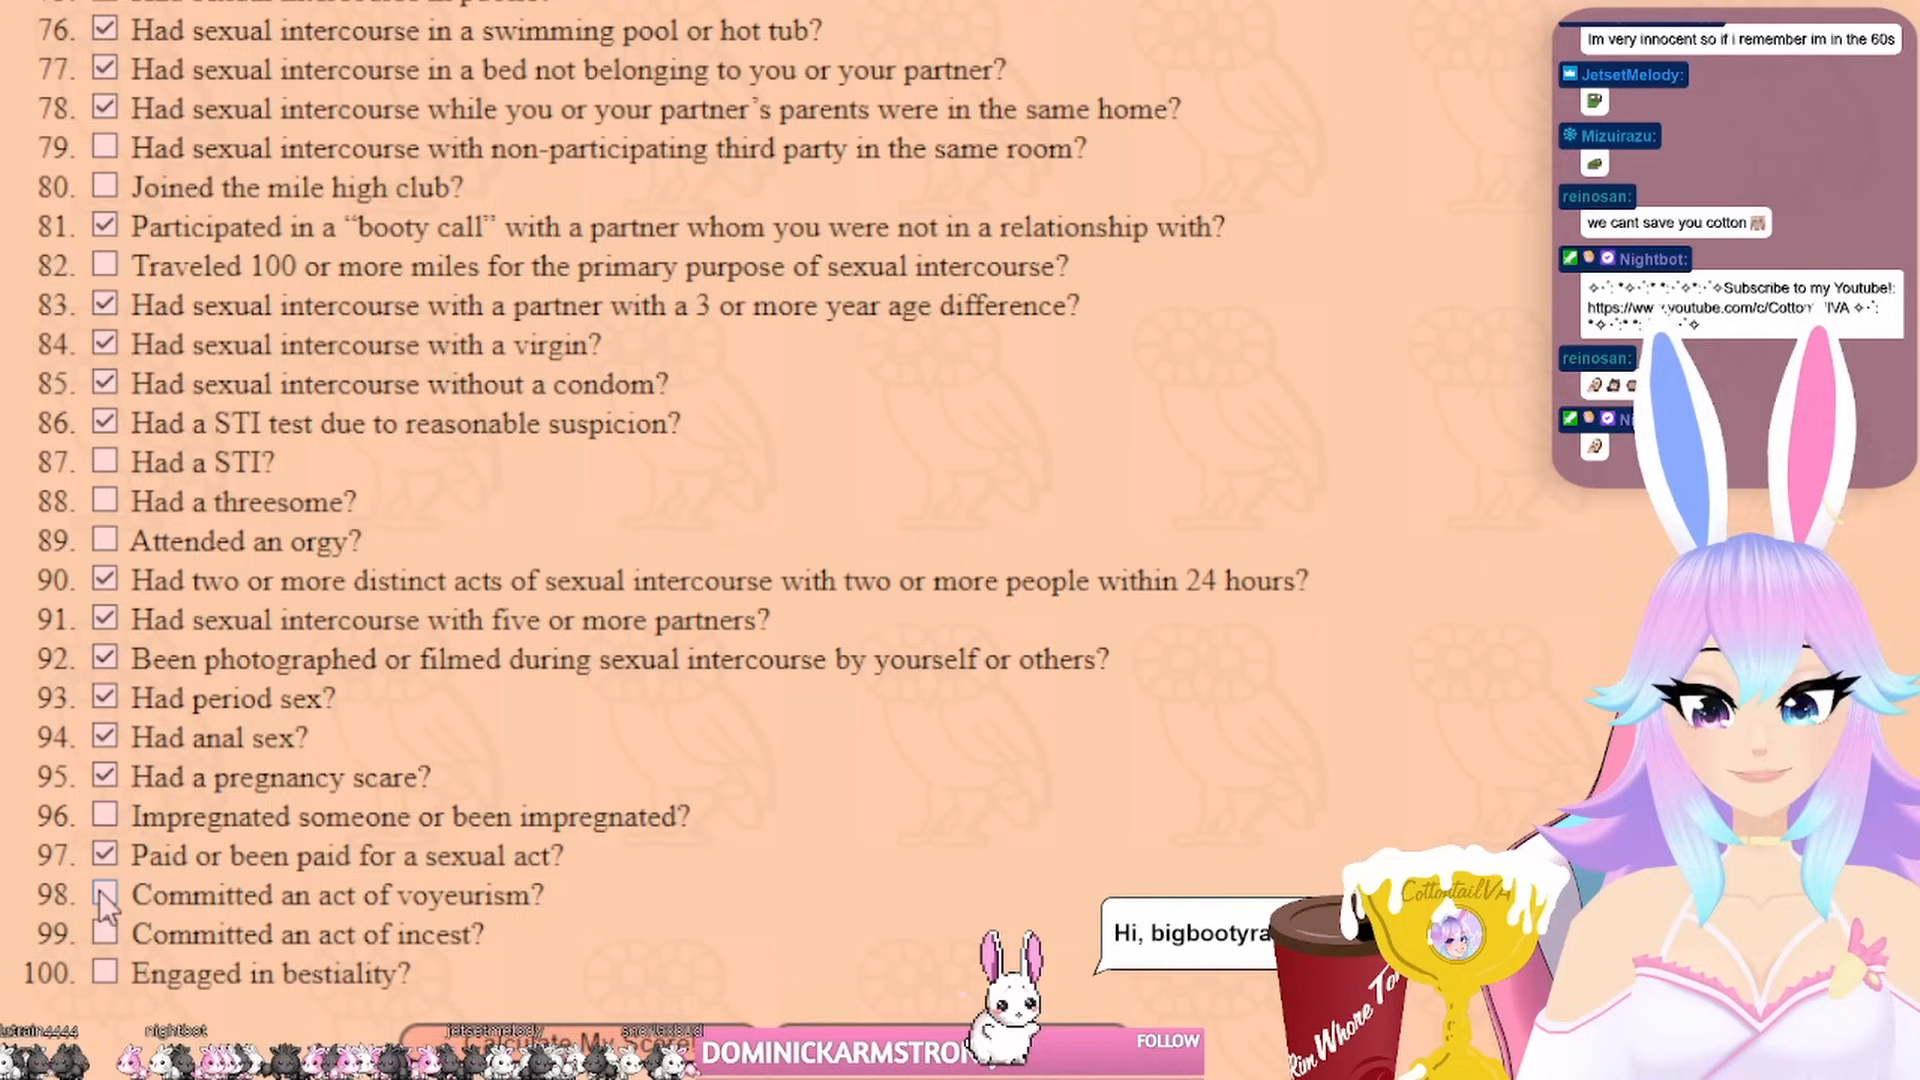 76. Had sexual intercourse in a swimming pool or hot tub?
77. Had sexual intercourse in a bed not belonging to you or your partner?
78. Had sexual intercourse while you or your partner's parents were in the same home?
79. Had sexual intercourse with non-participating third party in the same room?
80. Joined the mile high club?
81. Participated in a “booty call” with a partner whom you were not in a relationship with?
82. Traveled 100 or more miles for the primary purpose of sexual intercourse?
83. Had sexual intercourse with a partner with a 3 or more year age difference?
84. Had sexual intercourse with a virgin?
85. Had sexual intercourse without a condom?
86. Had a STI test due to reasonable suspicion?
87. Had a STI?
88. Had a threesome?
89. Attended an orgy?
90. Had two or more distinct acts of sexual intercourse with two or more people within 24 hours?
91. Had sexual intercourse with five or more partners?
92. Been photographed or filmed during sexual intercourse by yourself or others?
93. Had period sex?
94. Had anal sex?
95. Had a pregnancy scare?
96. Impregnated someone or been impregnated?
97. Paid or been paid for a sexual act?
98. Committed an act of voyeurism?
99. Committed an act of incest?
100. Engaged in bestiality?
Calculate My Score!
Im very innocent so if i remember im in the 60s
JetsetMelody:
Mizuirazu:
reinosan:
we cant save you cotton
Nightbot:
Subscribe to my Youtube!:
reinosan:
Hi, bigbootyra
CottontailVA
Rim Whore
nightbot
jetsetmelody
DOMINICKARMSTRON
FOLLOW